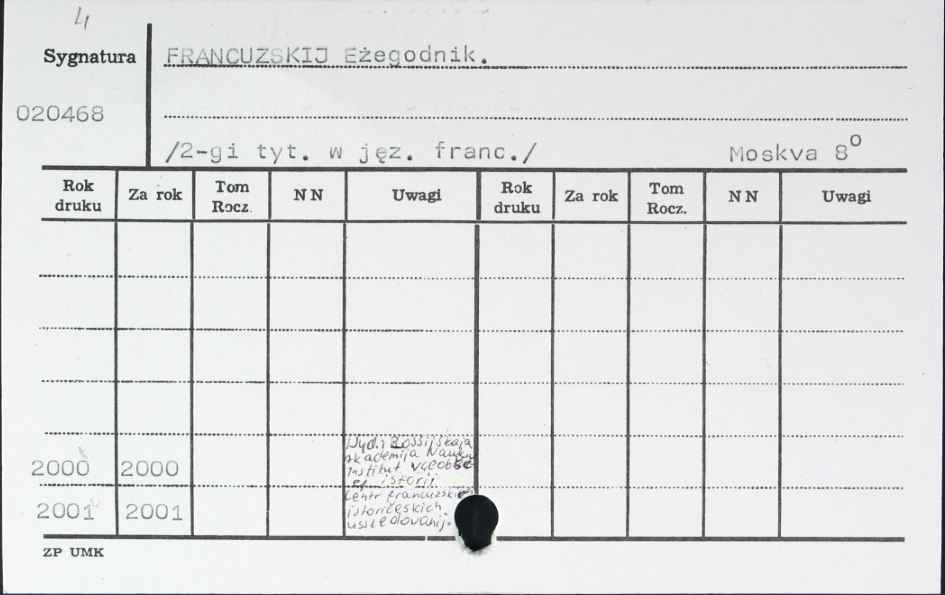 4
Sygnatura FRANCUZSKIJ Eżegodnik.
020468
/2-gi tyt. w jęz. franc./ Moskva 8⁰
Rok druku Za rok Tom Rocz. NN Uwagi Rok druku Za rok Tom Rocz. NN Uwagi
Wyd.: Rossijskaja
akademija Nauk
2000 2000 Institut vseobšč
ej istorii
Centr francuzskich
2001 2001 istoričeskich
issledovanij.
ZP UMK